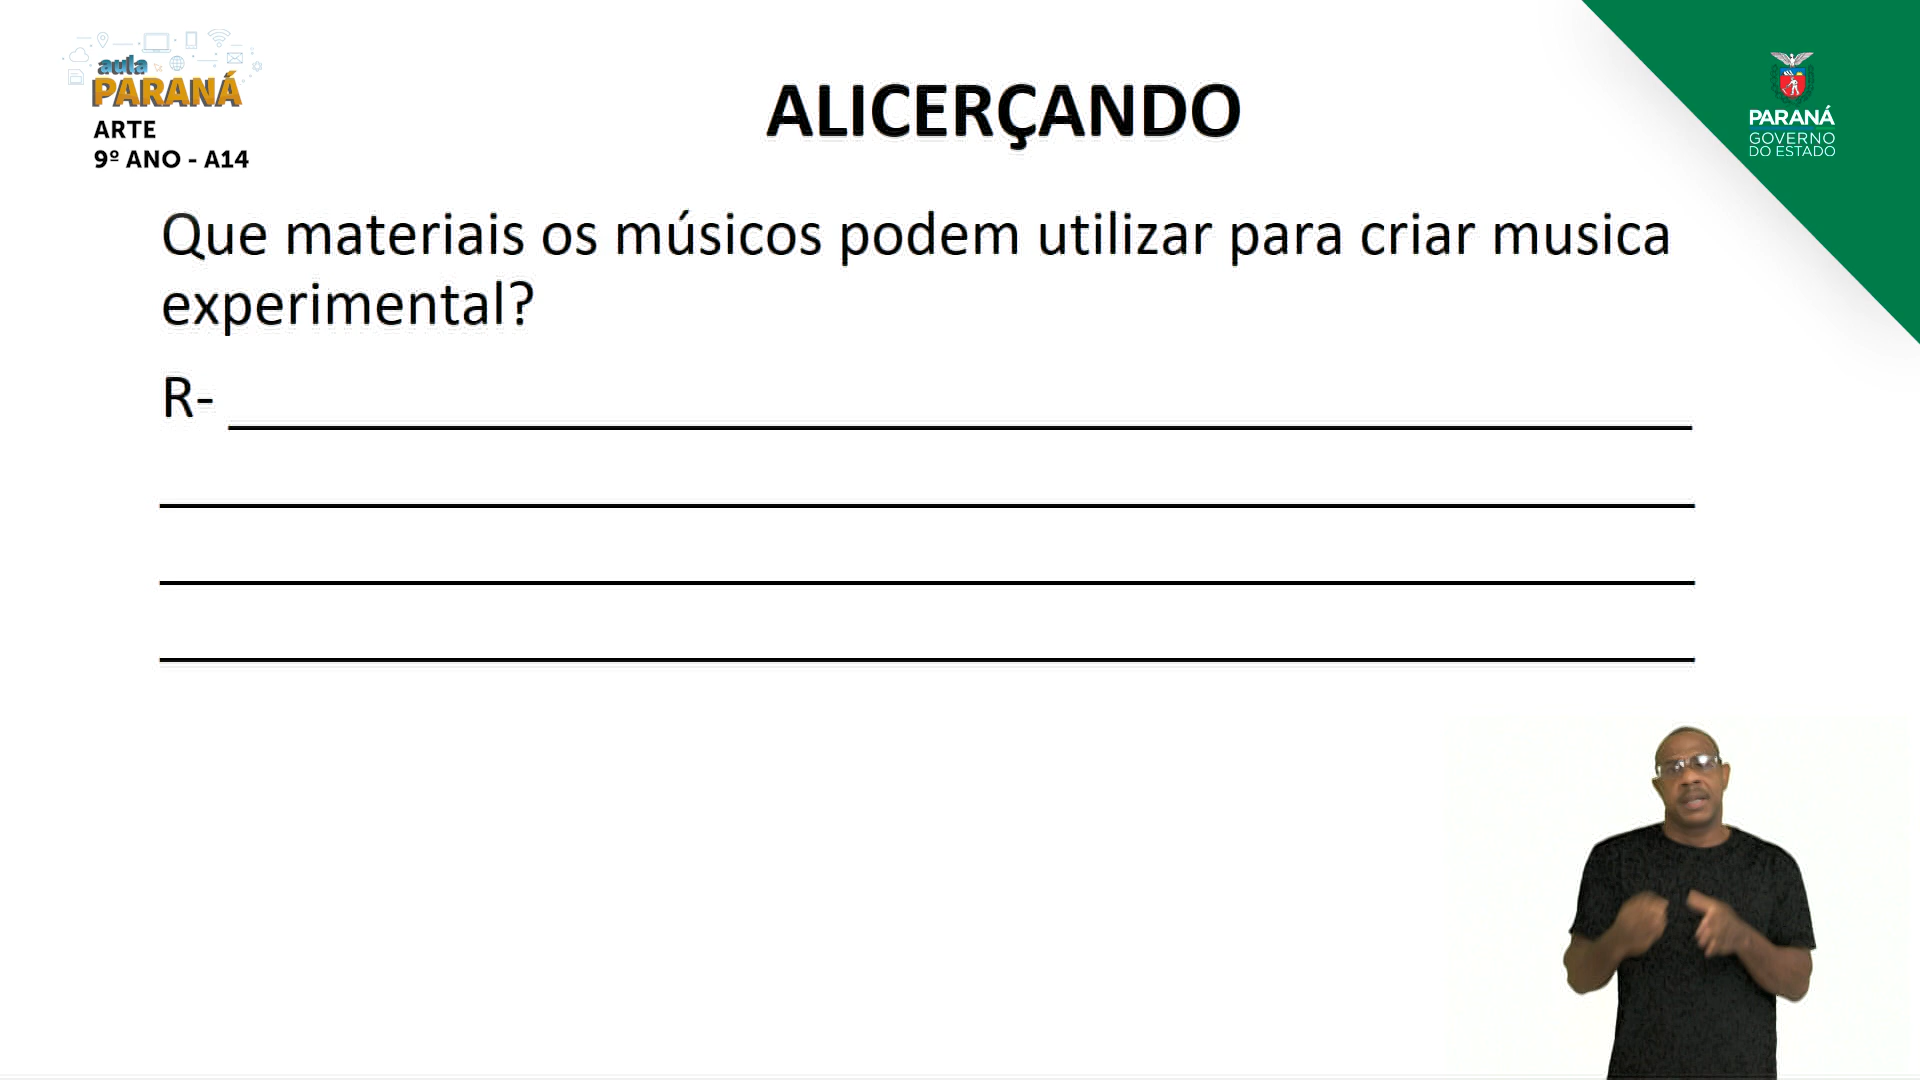 aula
PARANÁ
ARTE
9º ANO - A14
ALICERÇANDO
PARANÁ
GOVERNO
DO ESTADO
Que materiais os músicos podem utilizar para criar musica
experimental?
R-